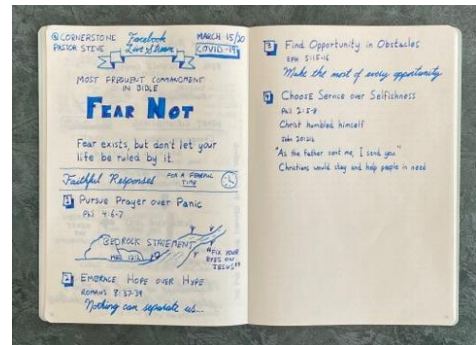 @CORNERSTONE
PASTOR STEVE
Facebook
Live Stream
MARCH 15/20
COVID-19
MOST FREQUENT COMMANDMENT
IN BIBLE
FEAR NOT
Fear exists, but don't let your
life be ruled by it.
Faithful Responses FOR A FEARFUL
TIME
1 Pursue Prayer over Panic
Phil 4:6-7
BEDROCK STATEMENT
"FIX YOUR
EYES ON
JESUS"
2 EMBRACE HOPE OVER HYPE
ROMANS 8:37-39
Nothing can separate us...
3 Find Opportunity in Obstacles
EPH 5:15-16
Make the most of every opportunity
4 Choose Service over Selfishness
Phil 2:5-8
Christ humbled himself
John 20:21b
"As the Father sent me, I send you"
Christians would stay and help people in need